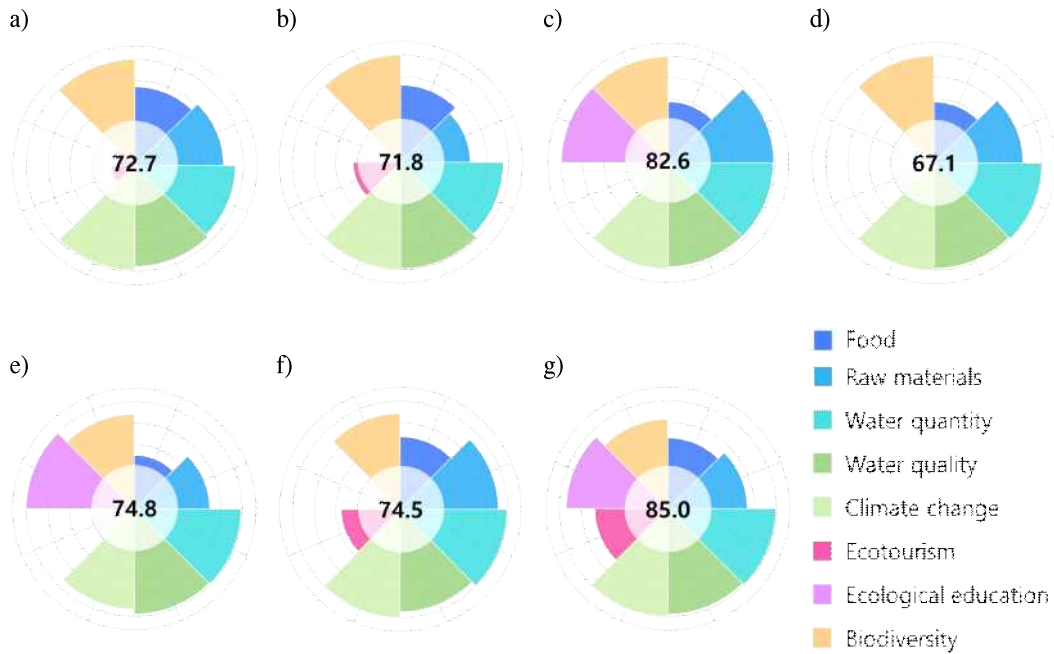 a)
b)
c)
d)
72.7
71.8
82.6
67.1
e)
f)
g)
74.8
74.5
85.0
Food
Raw materials
Water quantity
Water quality
Climate change
Ecotourism
Ecological education
Biodiversity